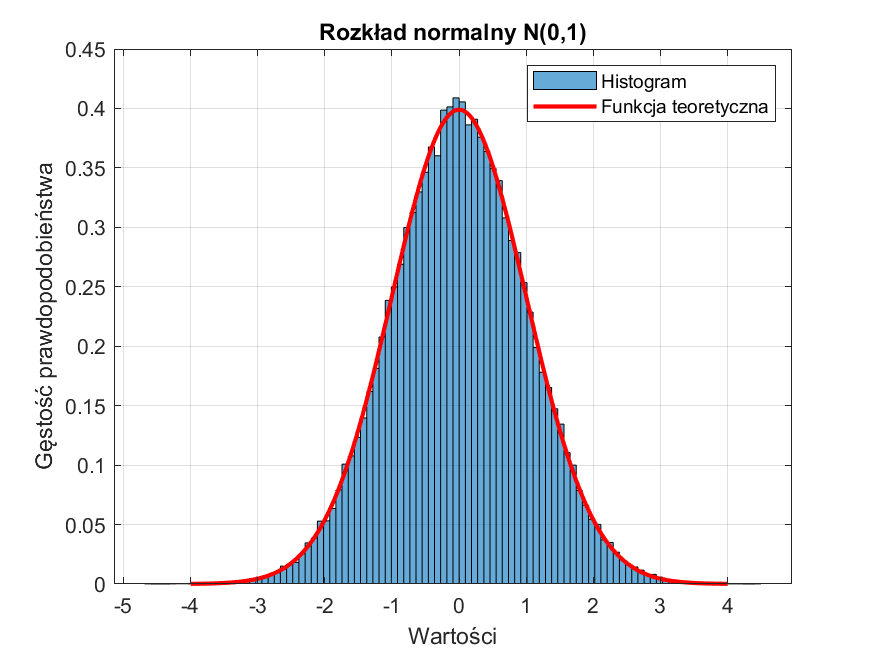 Rozkład normalny N(0,1)
Histogram
Funkcja teoretyczna
Gęstość prawdopodobieństwa
0.45
0.4
0.35
0.3
0.25
0.2
0.15
0.1
0.05
0
-5 -4 -3 -2 -1 0 1 2 3 4
Wartości